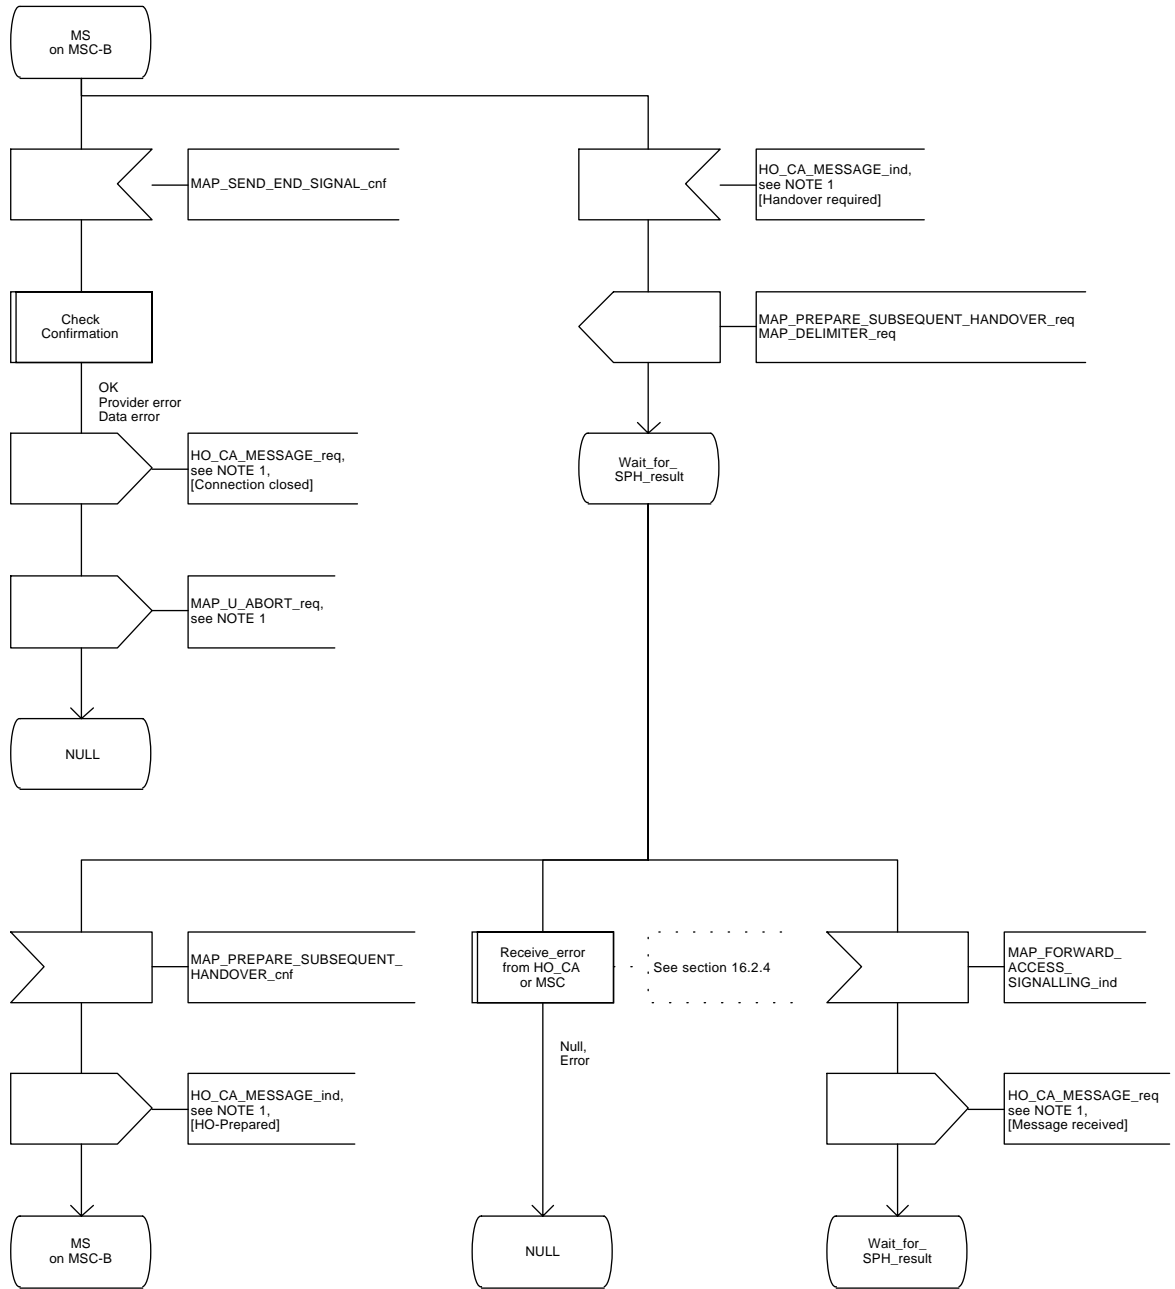 MS
on MSC-B
MAP_SEND_END_SIGNAL_cnf
HO_CA_MESSAGE_ind,
see NOTE 1
[Handover required]
Check
Confirmation
MAP_PREPARE_SUBSEQUENT_HANDOVER_req
MAP_DELIMITER_req
OK
Provider error
Data error
HO_CA_MESSAGE_req,
see NOTE 1,
[Connection closed]
Wait_for_
SPH_result
MAP_U_ABORT_req,
see NOTE 1
NULL
MAP_PREPARE_SUBSEQUENT_
HANDOVER_cnf
Receive_error
from HO_CA
or MSC
See section 16.2.4
MAP_FORWARD_
ACCESS_
SIGNALLING_ind
Null,
Error
HO_CA_MESSAGE_ind,
see NOTE 1,
[HO-Prepared]
HO_CA_MESSAGE_req
see NOTE 1,
[Message received]
MS
on MSC-B
NULL
Wait_for_
SPH_result